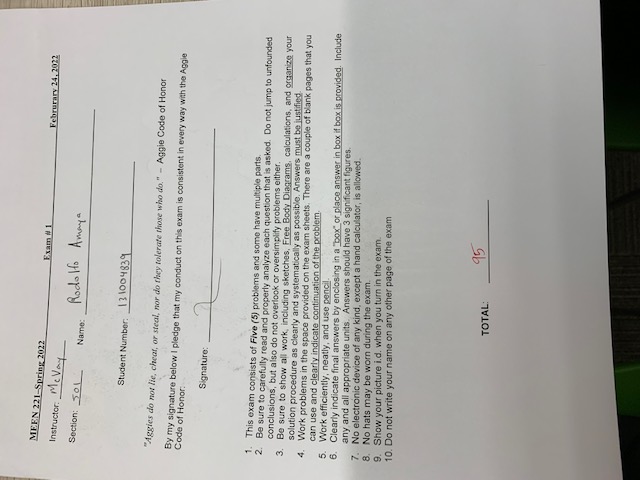 MEEN 221-Spring 2022
Exam # 1
Februrary 24, 2022
Instructor: McVay
Section: 501 Name: Rodolfo Amaya
Student Number: 131004839
"Aggies do not lie, cheat, or steal, nor do they tolerate those who do." – Aggie Code of Honor
By my signature below I pledge that my conduct on this exam is consistent in every way with the Aggie
Code of Honor:
Signature:
1. This exam consists of Five (5) problems and some have multiple parts.
2. Be sure to carefully read and properly analyze each question that is asked. Do not jump to unfounded
conclusions, but also do not overlook or oversimplify problems either.
3. Be sure to show all work, including sketches, Free Body Diagrams, calculations, and organize your
solution procedure as clearly and systematically as possible. Answers must be justified.
4. Work problems in the space provided on the exam sheets. There are a couple of blank pages that you
can use and clearly indicate continuation of the problem.
5. Work efficiently, neatly, and use pencil.
6. Clearly indicate final answers by enclosing in a "box" or place answer in box if box is provided. Include
any and all appropriate units. Answers should have 3 significant figures.
7. No electronic device of any kind, except a hand calculator, is allowed.
8. No hats may be worn during the exam.
9. Show your picture i.d. when you turn in the exam.
10. Do not write your name on any other page of the exam
TOTAL: 95